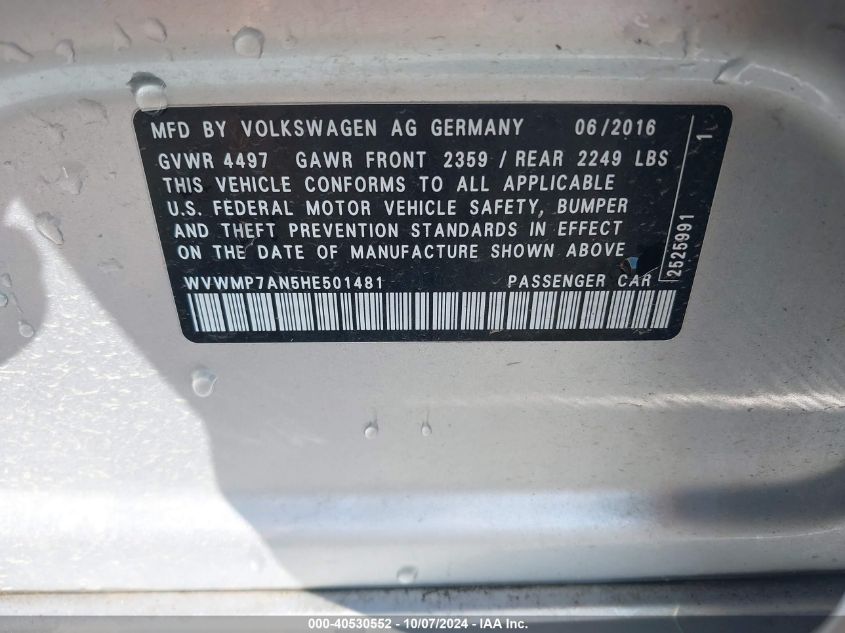 MFD BY VOLKSWAGEN AG GERMANY 06/2016
GVWR 4497 GAWR FRONT 2359 / REAR 2249 LBS
THIS VEHICLE CONFORMS TO ALL APPLICABLE
U.S. FEDERAL MOTOR VEHICLE SAFETY, BUMPER
AND THEFT PREVENTION STANDARDS IN EFFECT
ON THE DATE OF MANUFACTURE SHOWN ABOVE
WVWMP7AN5HE501481 PASSENGER CAR
2525991 1
000-40530552 - 10/07/2024 - IAA Inc.